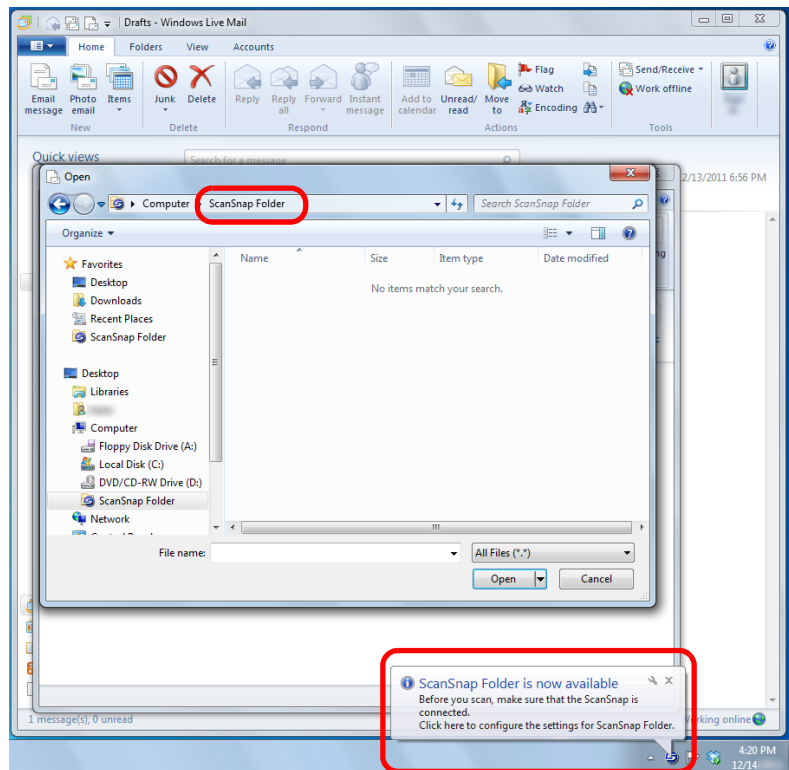 Drafts - Windows Live Mail
Home Folders View Accounts
Email message
Photo email
Items
Junk
Delete
Reply
Reply all
Forward
Instant message
Add to calendar
Unread/ read
Move to
Flag
Watch
Encoding
Send/Receive
Work offline
New Delete Respond Actions Tools
Quick views
Search for a message
2/13/2011 6:56 PM
Open
Computer ScanSnap Folder
Search ScanSnap Folder
Organize
Name Size Item type Date modified
No items match your search.
Favorites
Desktop
Downloads
Recent Places
ScanSnap Folder
Desktop
Libraries
Computer
Floppy Disk Drive (A:)
Local Disk (C:)
DVD/CD-RW Drive (D:)
ScanSnap Folder
Network
File name:
All Files (*.*)
Open Cancel
ScanSnap Folder is now available
Before you scan, make sure that the ScanSnap is
connected.
Click here to configure the settings for ScanSnap Folder.
1 message(s), 0 unread
Working online
4:20 PM
12/14